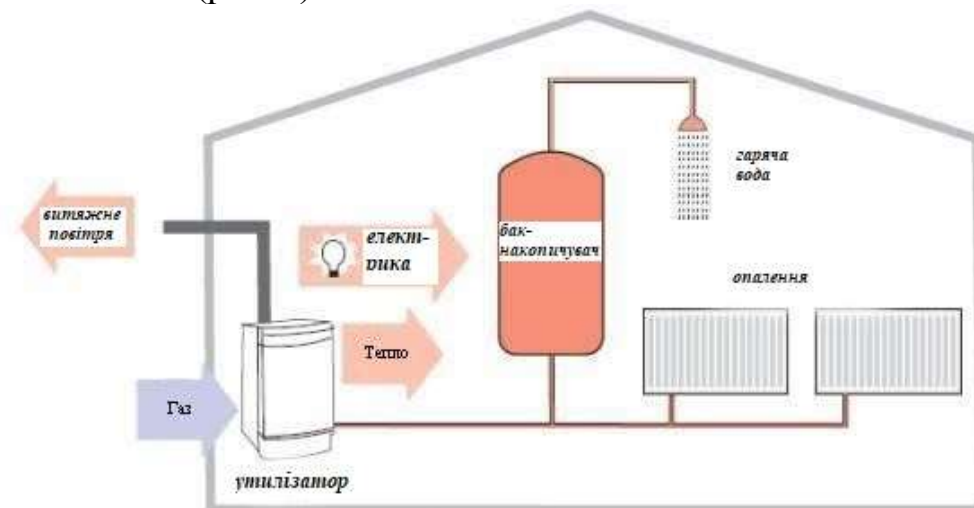 гаряча
вода
витяжне
повітря
елект-
рика
бак-
накопичувач
опалення
Тепло
Газ
утилізатор